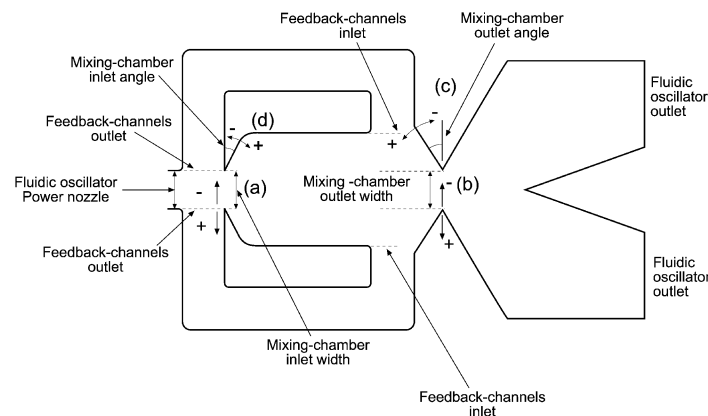 Feedback-channels
inlet
Mixing-chamber
outlet angle
Mixing-chamber
inlet angle
(c)
-
+
Fluidic
oscillator
outlet
Feedback-channels
outlet
(d)
-
+
Fluidic oscillator
Power nozzle
-
+
(a)
Mixing -chamber
outlet width
- (b)
+
Feedback-channels
outlet
Fluidic
oscillator
outlet
Mixing-chamber
inlet width
Feedback-channels
inlet